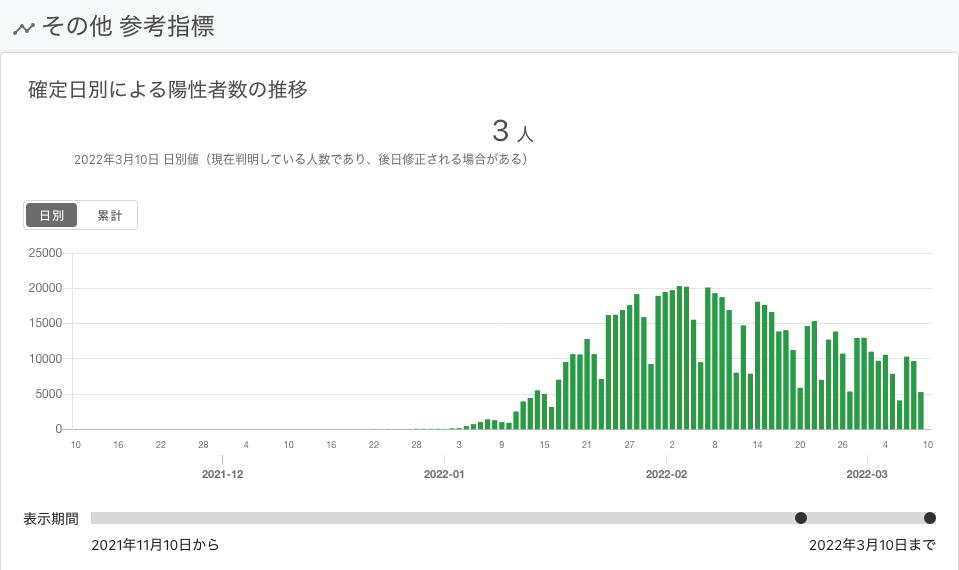 その他 参考指標
確定日別による陽性者数の推移
3 人
2022年3月10日 日別値（現在判明している人数であり、後日修正される場合がある）
日別 累計
25000
20000
15000
10000
5000
0
10 16 22 28 4 10 16 22 28 3 9 15 21 27 2 8 14 20 26 4 10
2021-12 2022-01 2022-02 2022-03
表示期間
2021年11月10日から 2022年3月10日まで